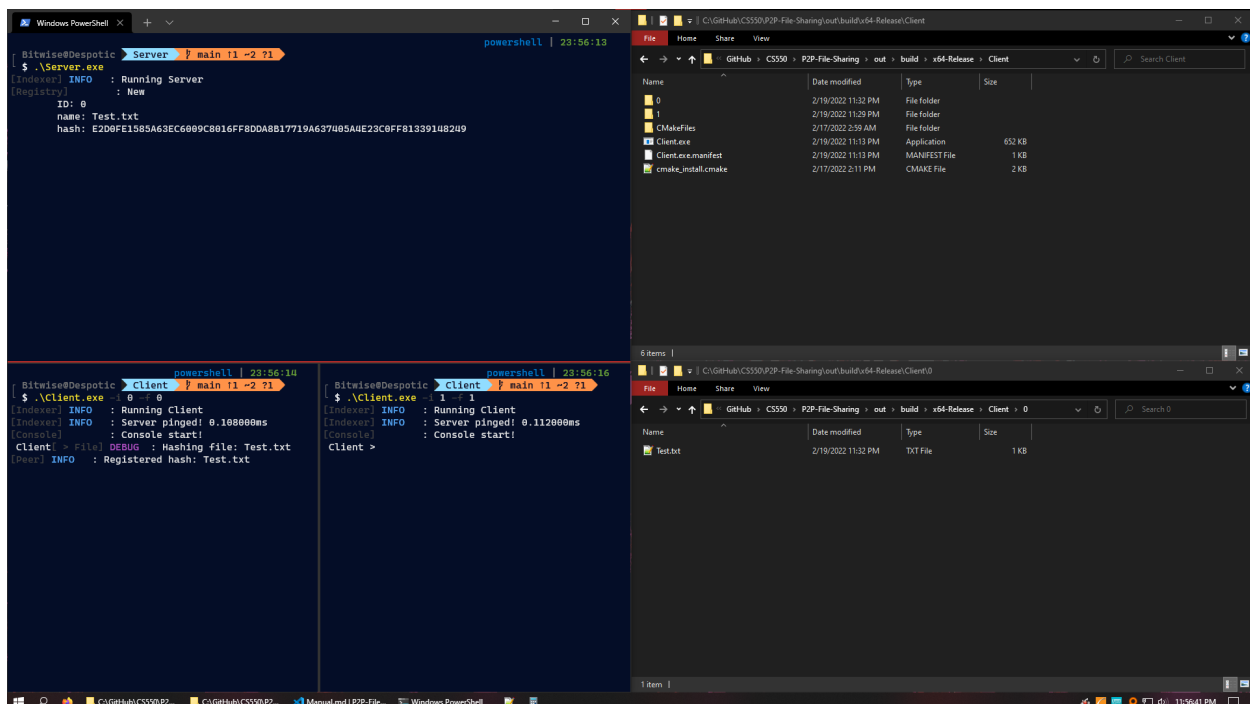 Windows PowerShell
powershell | 23:56:13
Bitwise@Despotic Server main ↑1 ~2 ?1
$ .\Server.exe
[Indexer] INFO : Running Server
[Registry] : New
ID: 0
name: Test.txt
hash: E2D0FE1585A63EC6009C8016FF8DDA8B17719A637405A4E23C0FF81339148249
powershell | 23:56:14
Bitwise@Despotic Client main ↑1 ~2 ?1
$ .\Client.exe -i 0 -f 0
[Indexer] INFO : Running Client
[Indexer] INFO : Server pinged! 0.108000ms
[Console] : Console start!
Client[ > File] DEBUG : Hashing file: Test.txt
[Peer] INFO : Registered hash: Test.txt
powershell | 23:56:16
Bitwise@Despotic Client main ↑1 ~2 ?1
$ .\Client.exe -i 1 -f 1
[Indexer] INFO : Running Client
[Indexer] INFO : Server pinged! 0.112000ms
[Console] : Console start!
Client >
C:\GitHub\CS550\P2P-File-Sharing\out\build\x64-Release\Client
File Home Share View
« GitHub › CS550 › P2P-File-Sharing › out › build › x64-Release › Client Search Client
Name Date modified Type Size
0 2/19/2022 11:32 PM File folder
1 2/19/2022 11:29 PM File folder
CMakeFiles 2/17/2022 2:59 AM File folder
Client.exe 2/19/2022 11:13 PM Application 652 KB
Client.exe.manifest 2/19/2022 11:13 PM MANIFEST File 1 KB
cmake_install.cmake 2/17/2022 2:11 PM CMAKE File 2 KB
6 items
C:\GitHub\CS550\P2P-File-Sharing\out\build\x64-Release\Client\0
File Home Share View
« GitHub › CS550 › P2P-File-Sharing › out › build › x64-Release › Client › 0 Search 0
Name Date modified Type Size
Test.txt 2/19/2022 11:32 PM TXT File 1 KB
1 item
C:\GitHub\CS550\P2... C:\GitHub\CS550\P2... Manual.md | P2P-File... Windows PowerShell 11:56:41 PM